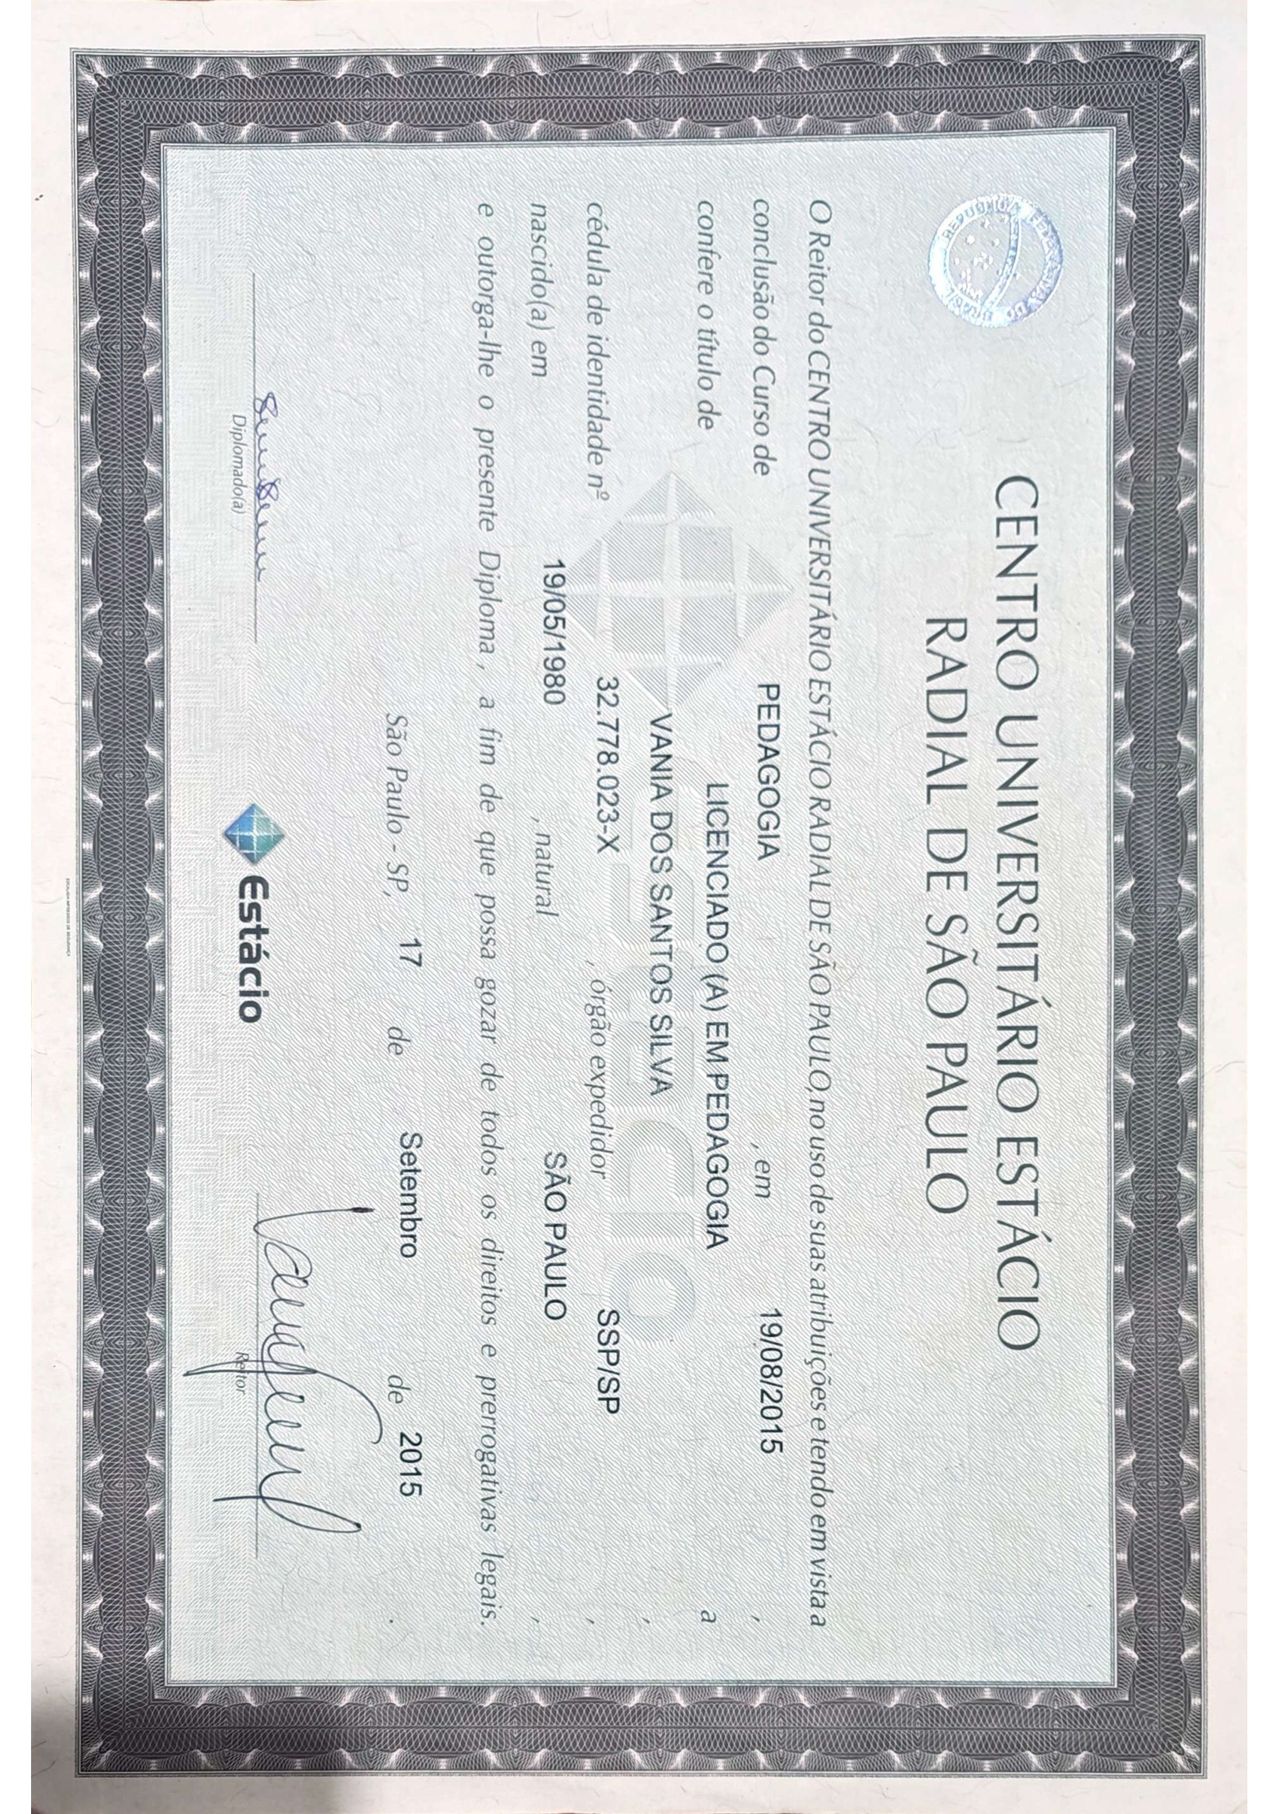 CENTRO UNIVERSITÁRIO ESTÁCIO
RADIAL DE SÃO PAULO
REPÚBLICA FEDERATIVA DO BRASIL
O Reitor do CENTRO UNIVERSITÁRIO ESTÁCIO RADIAL DE SÃO PAULO, no uso de suas atribuições e tendo em vista a
conclusão do Curso de PEDAGOGIA , em 19/08/2015 ,
confere o título de LICENCIADO (A) EM PEDAGOGIA a
VANIA DOS SANTOS SILVA ,
cédula de identidade nº 32.778.023-X , órgão expedidor SSP/SP ,
nascido(a) em 19/05/1980 , natural SÃO PAULO ,
e outorga-lhe o presente Diploma , a fim de que possa gozar de todos os direitos e prerrogativas legais.
São Paulo - SP, 17 de Setembro de 2015 .
Diplomado(a)
Estácio
Reitor